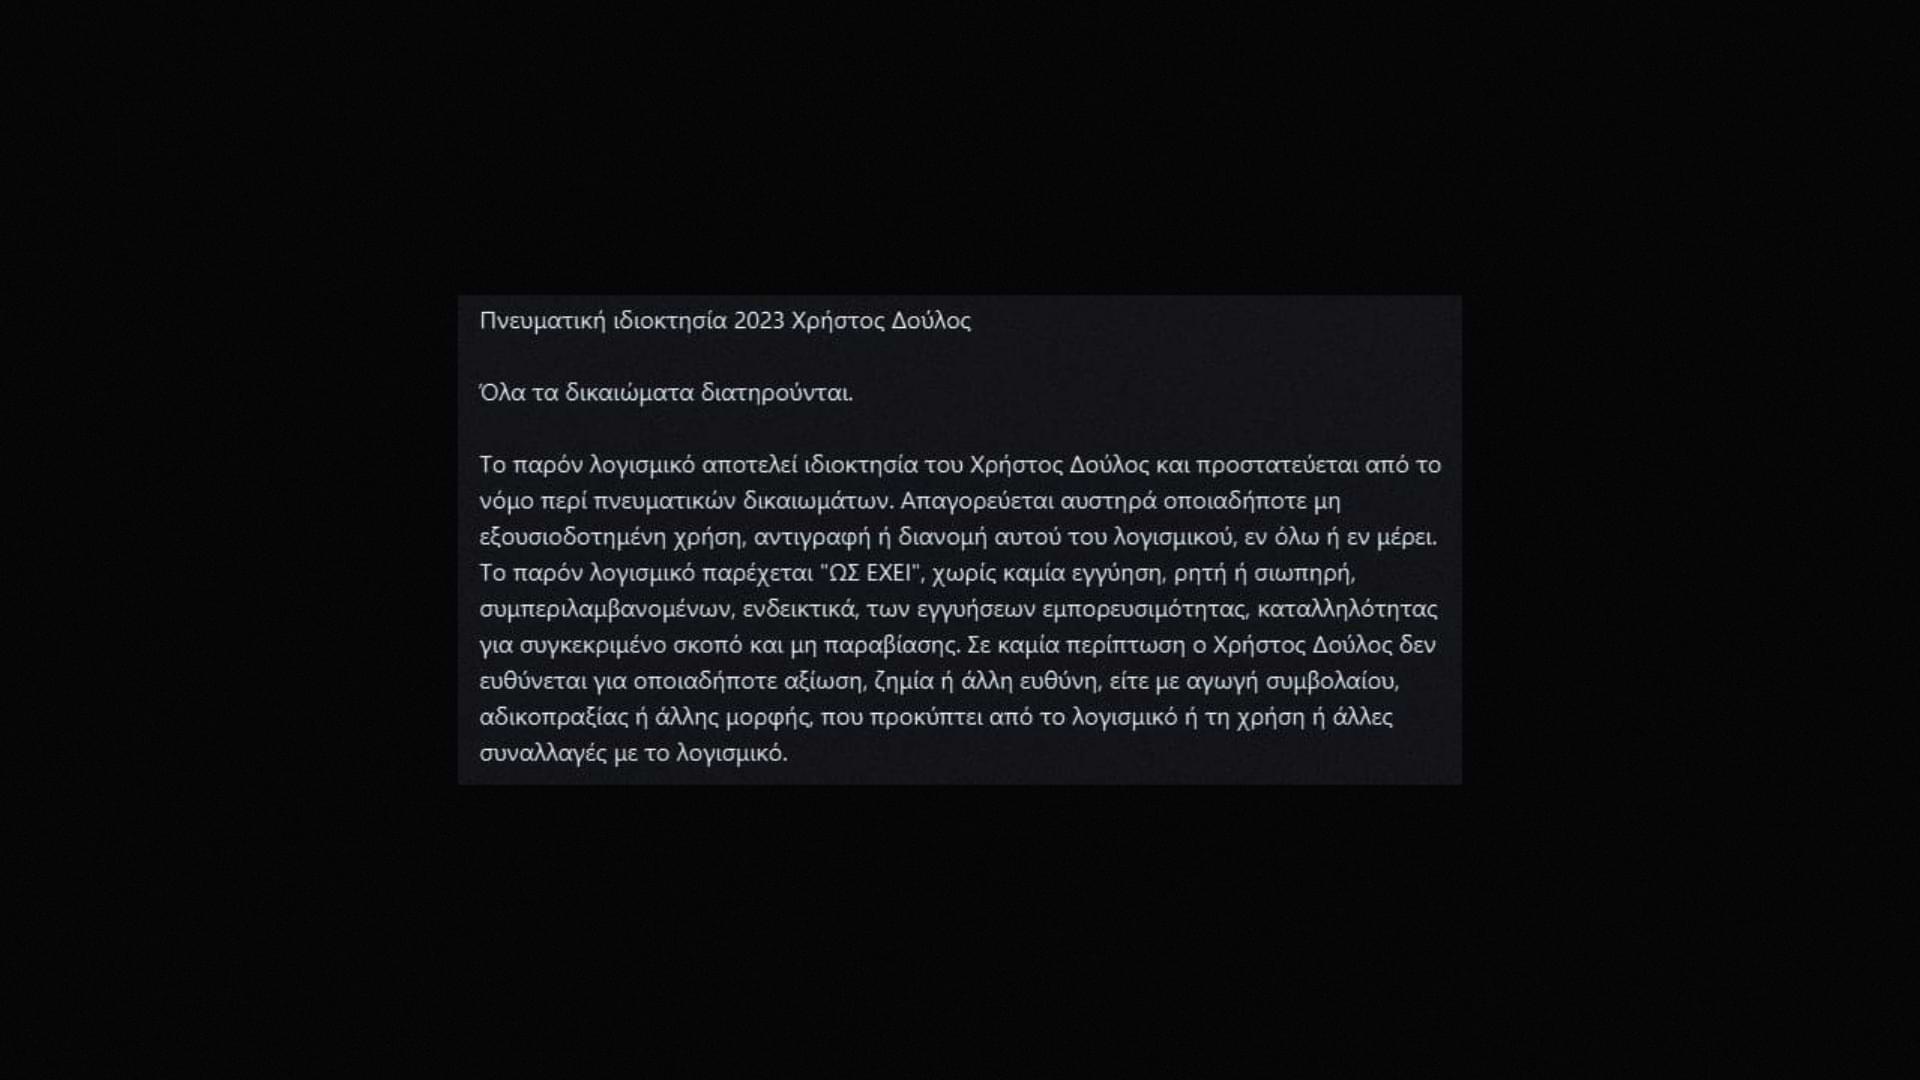 Πνευματική ιδιοκτησία 2023 Χρήστος Δούλος
Όλα τα δικαιώματα διατηρούνται.
Το παρόν λογισμικό αποτελεί ιδιοκτησία του Χρήστος Δούλος και προστατεύεται από το
νόμο περί πνευματικών δικαιωμάτων. Απαγορεύεται αυστηρά οποιαδήποτε μη
εξουσιοδοτημένη χρήση, αντιγραφή ή διανομή αυτού του λογισμικού, εν όλω ή εν μέρει.
Το παρόν λογισμικό παρέχεται "ΩΣ ΕΧΕΙ", χωρίς καμία εγγύηση, ρητή ή σιωπηρή,
συμπεριλαμβανομένων, ενδεικτικά, των εγγυήσεων εμπορευσιμότητας, καταλληλότητας
για συγκεκριμένο σκοπό και μη παραβίασης. Σε καμία περίπτωση ο Χρήστος Δούλος δεν
ευθύνεται για οποιαδήποτε αξίωση, ζημία ή άλλη ευθύνη, είτε με αγωγή συμβολαίου,
αδικοπραξίας ή άλλης μορφής, που προκύπτει από το λογισμικό ή τη χρήση ή άλλες
συναλλαγές με το λογισμικό.